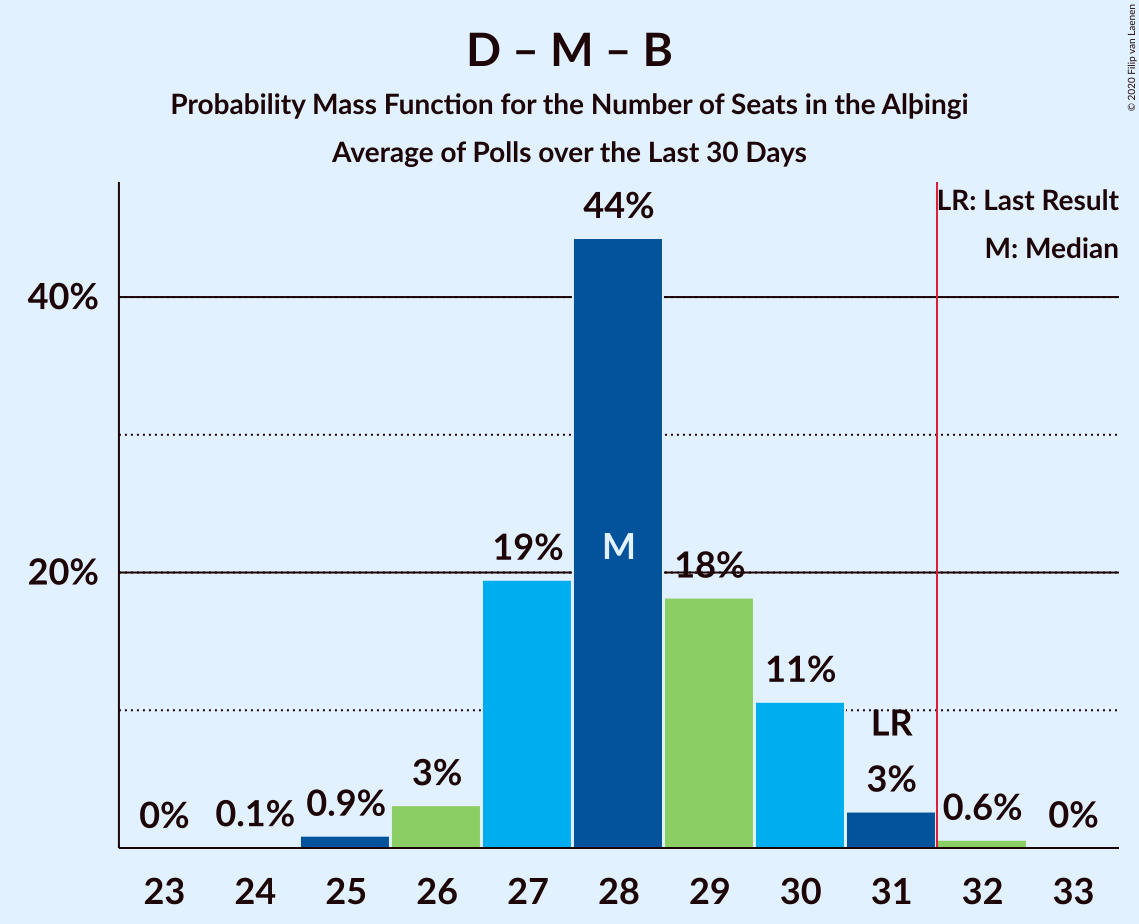 D – M – B
Probability Mass Function for the Number of Seats in the Alþingi
Average of Polls over the Last 30 Days
© 2020 Filip van Laenen
LR: Last Result
M: Median
44%
40%
M
19%
18%
20%
11%
LR
3%
3%
0.9%
0.6%
0.1%
0%
0%
23 24 25 26 27 28 29 30 31 32 33